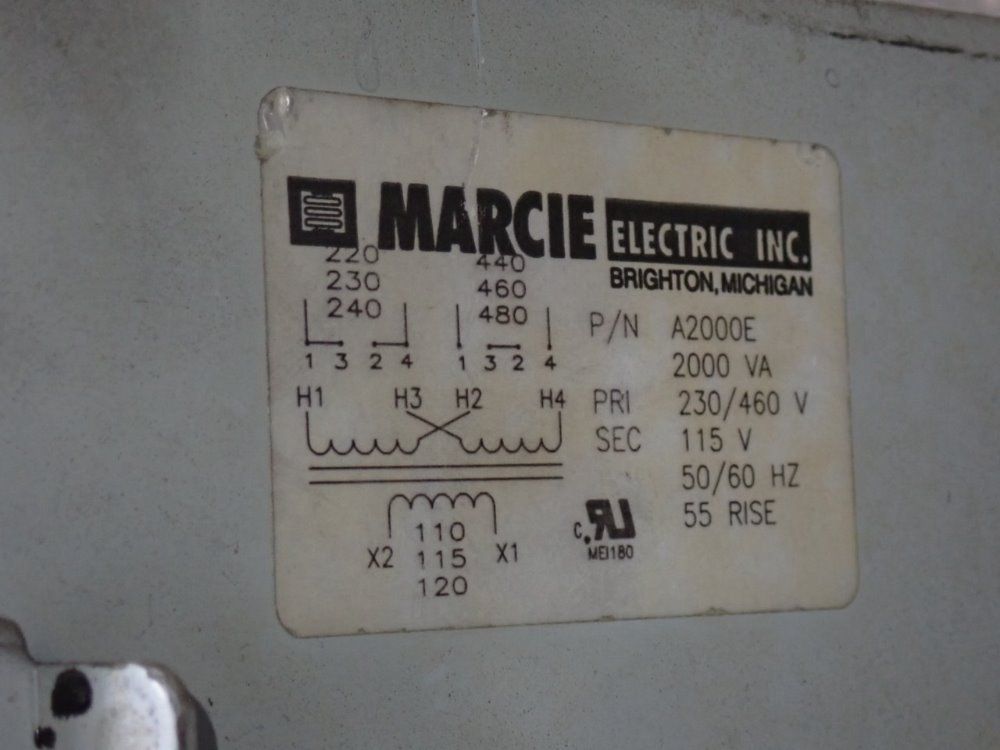 MARCIE ELECTRIC INC.
BRIGHTON, MICHIGAN
220 440
230 460
240 480
1 3 2 4 1 3 2 4
H1 H3 H2 H4
110
X2 115 X1
120
P/N A2000E
2000 VA
PRI 230/460 V
SEC 115 V
50/60 HZ
55 RISE
c RU
MEI180